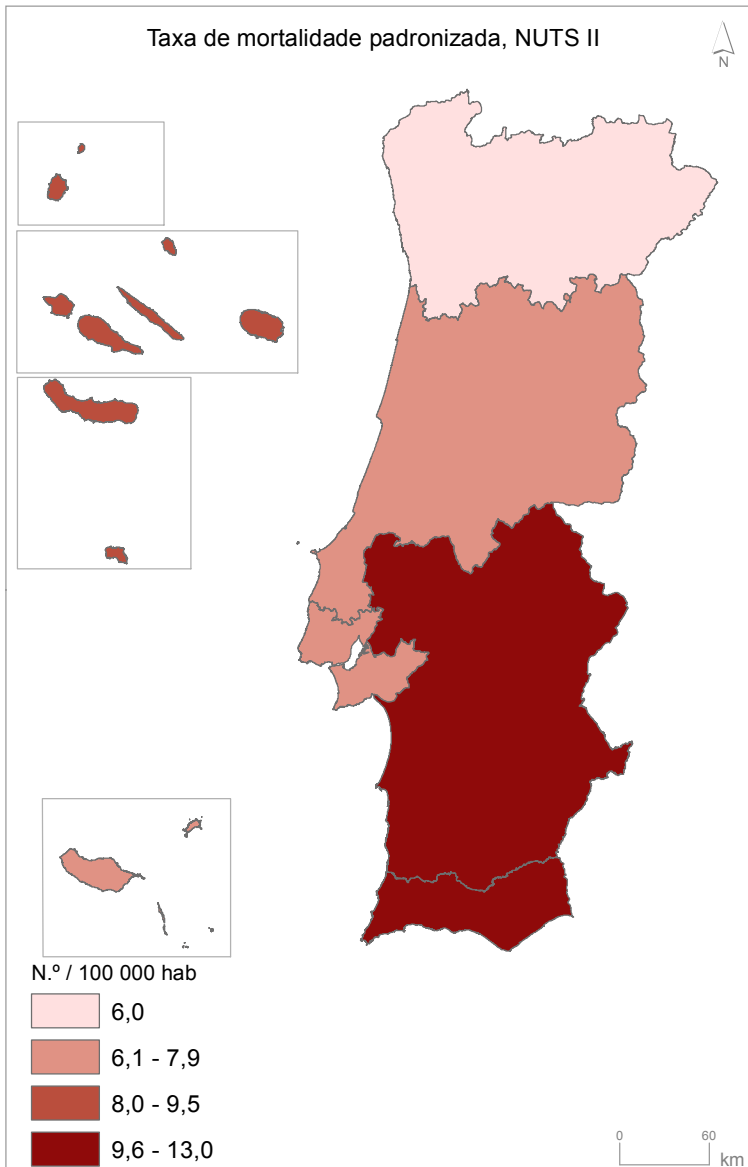 Taxa de mortalidade padronizada, NUTS II
N
N.º / 100 000 hab
6,0
6,1 - 7,9
8,0 - 9,5
9,6 - 13,0
0 60
km